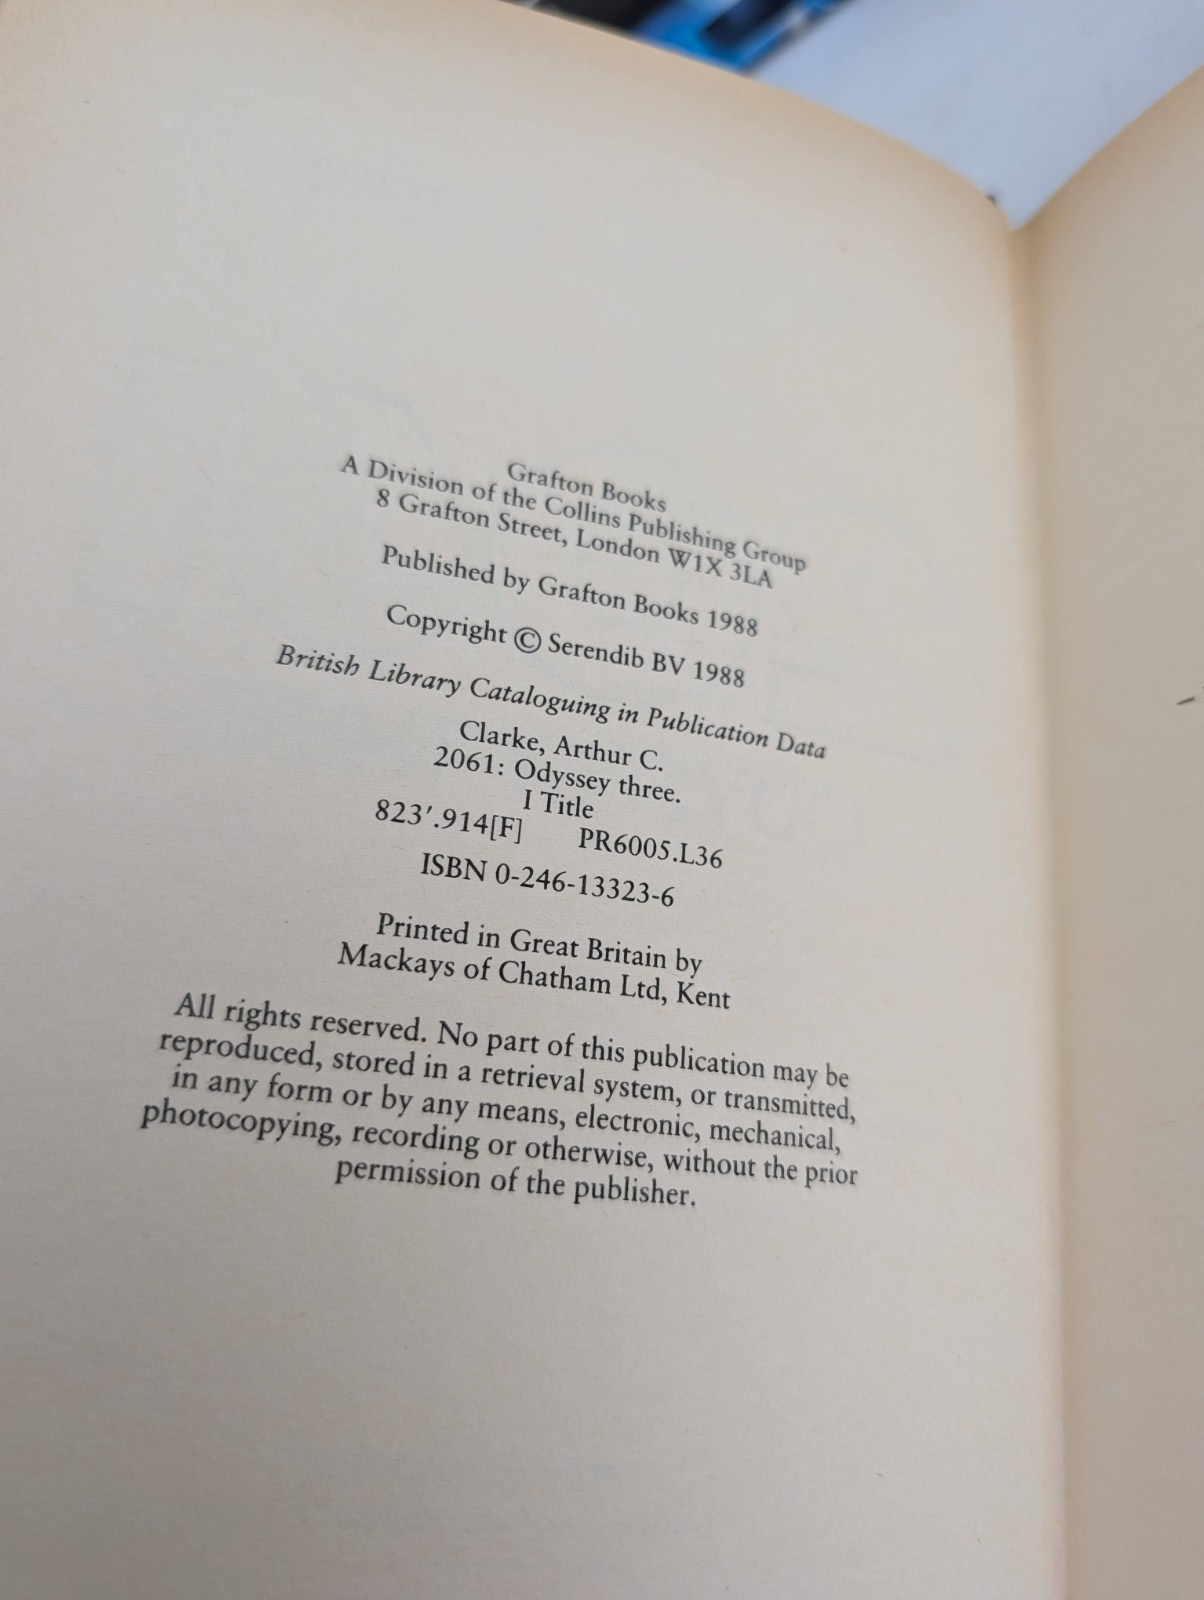 Grafton Books
A Division of the Collins Publishing Group
8 Grafton Street, London W1X 3LA
Published by Grafton Books 1988
Copyright © Serendib BV 1988
British Library Cataloguing in Publication Data
Clarke, Arthur C.
2061: Odyssey three.
I Title
823′.914[F] PR6005.L36
ISBN 0-246-13323-6
Printed in Great Britain by
Mackays of Chatham Ltd, Kent
All rights reserved. No part of this publication may be
reproduced, stored in a retrieval system, or transmitted,
in any form or by any means, electronic, mechanical,
photocopying, recording or otherwise, without the prior
permission of the publisher.